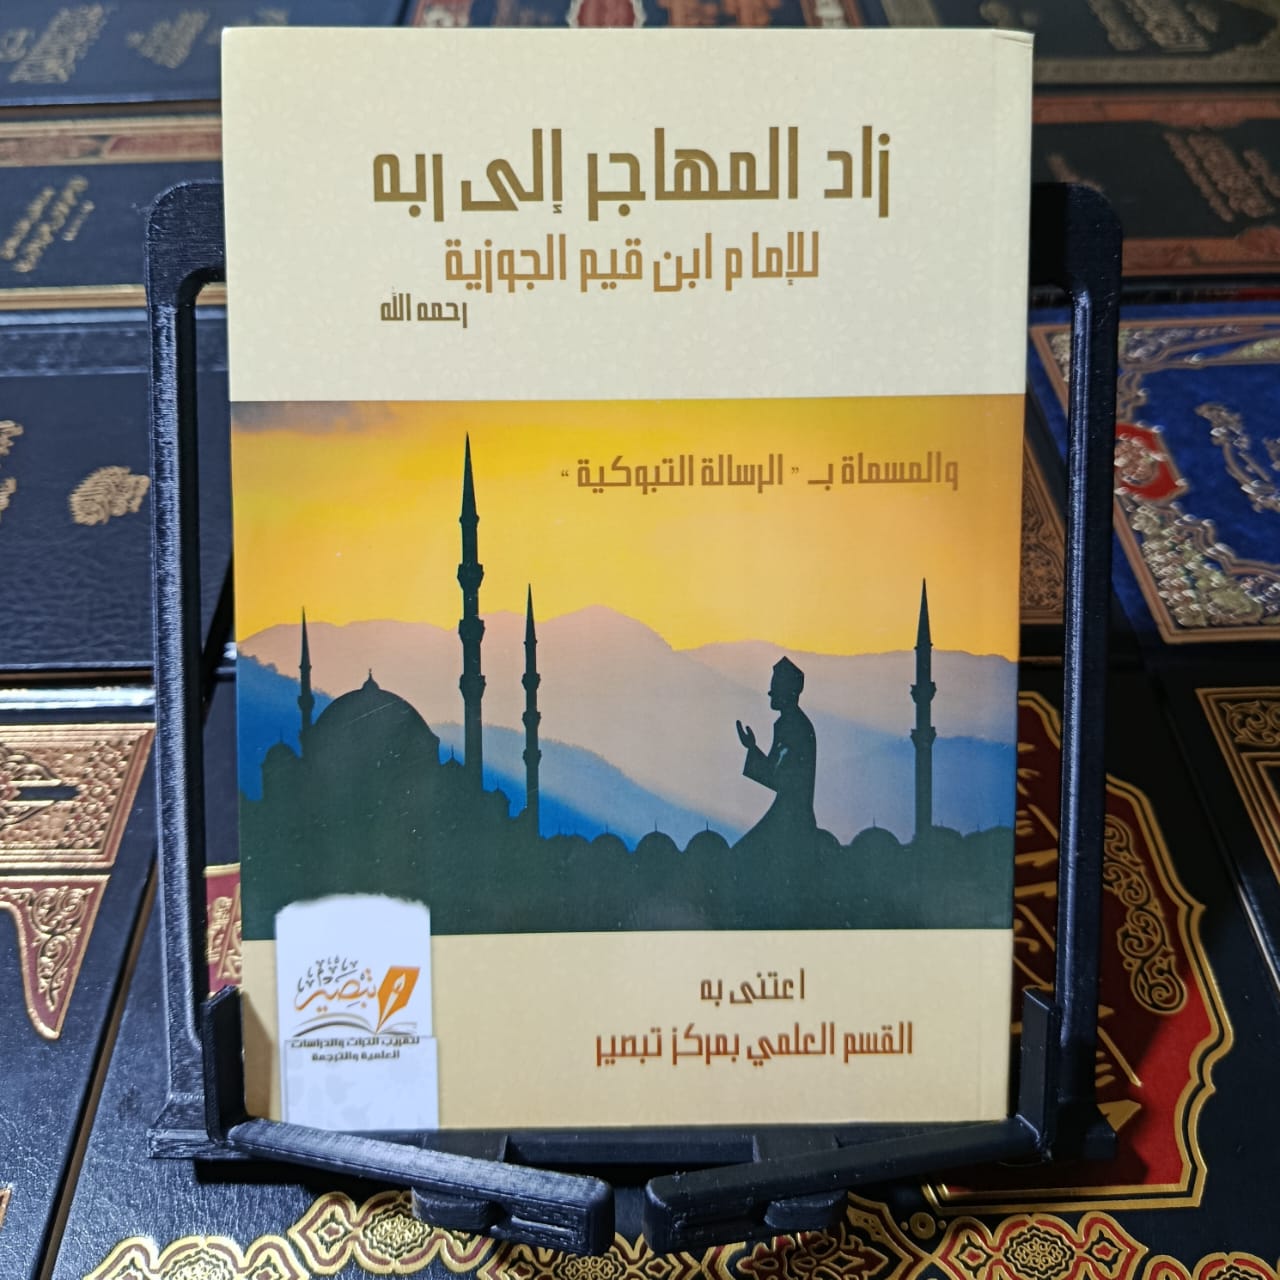 زاد المهاجر إلى ربه
للإمام ابن قيم الجوزية
رحمه الله
والمسماة بـ "الرسالة التبوكية"
اعتنى به
القسم العلمي بمركز تبصير
تبصير
لتقريب التراث والدراسات
العلمية والترجمة